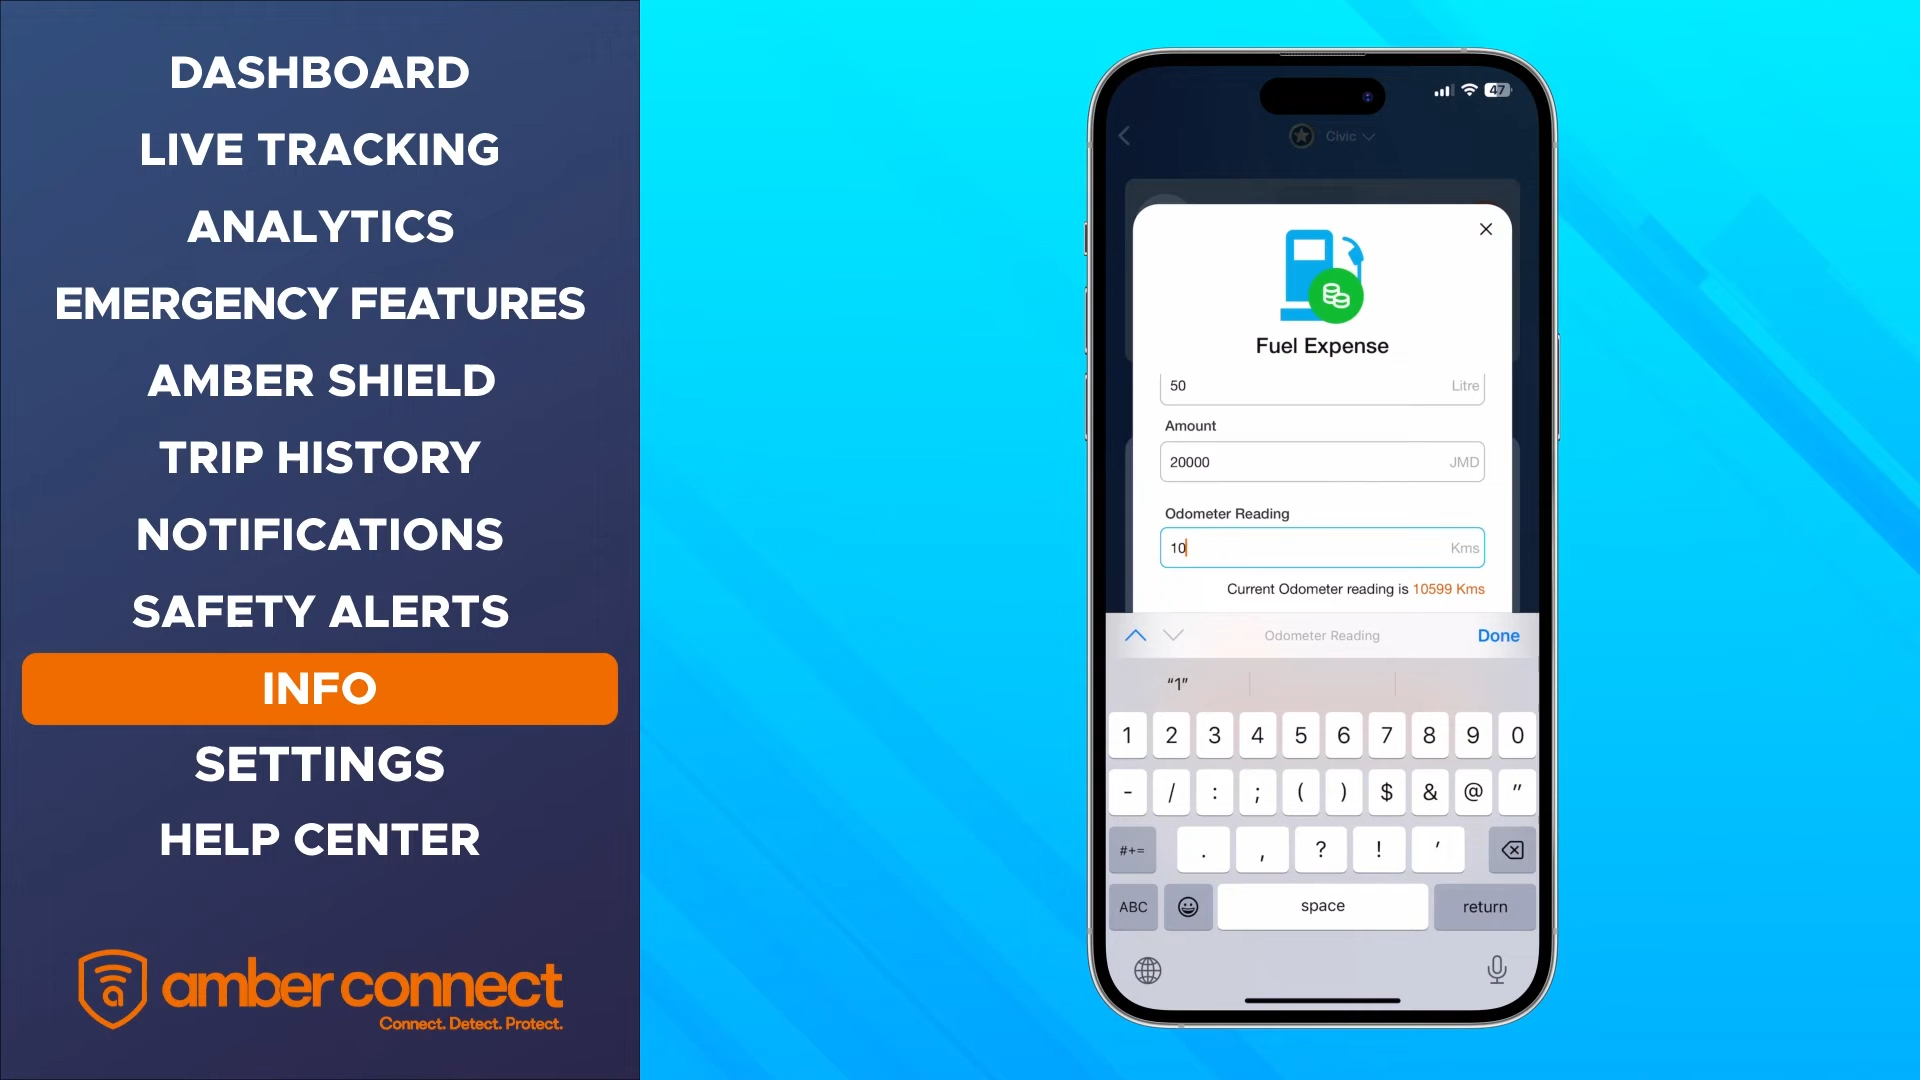 DASHBOARD
LIVE TRACKING
ANALYTICS
EMERGENCY FEATURES
AMBER SHIELD
TRIP HISTORY
NOTIFICATIONS
SAFETY ALERTS
INFO
SETTINGS
HELP CENTER
amber connect
Connect. Detect. Protect.
47
Civic
Fuel Expense
50 Litre
Amount
20000 JMD
Odometer Reading
10 Kms
Current Odometer reading is 10599 Kms
Odometer Reading Done
“1”
1 2 3 4 5 6 7 8 9 0
- / : ; ( ) $ & @ "
#+= . , ? ! '
ABC space return